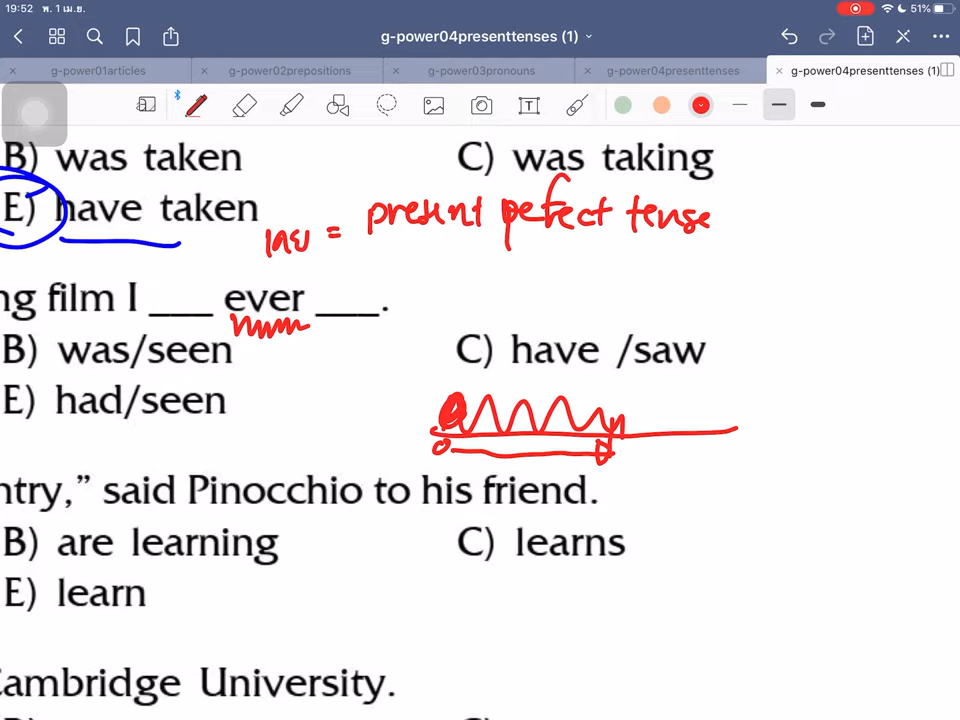 19:52 พ. 1 เม.ย. 51%
g-power04presenttenses (1)
g-power01articles g-power02prepositions g-power03pronouns g-power04presenttenses g-power04presenttenses (1)
B) was taken C) was taking
E) have taken
เคย = present perfect tense
ng film I ___ ever ___.
B) was/seen C) have /saw
E) had/seen
ntry,” said Pinocchio to his friend.
B) are learning C) learns
E) learn
Cambridge University.